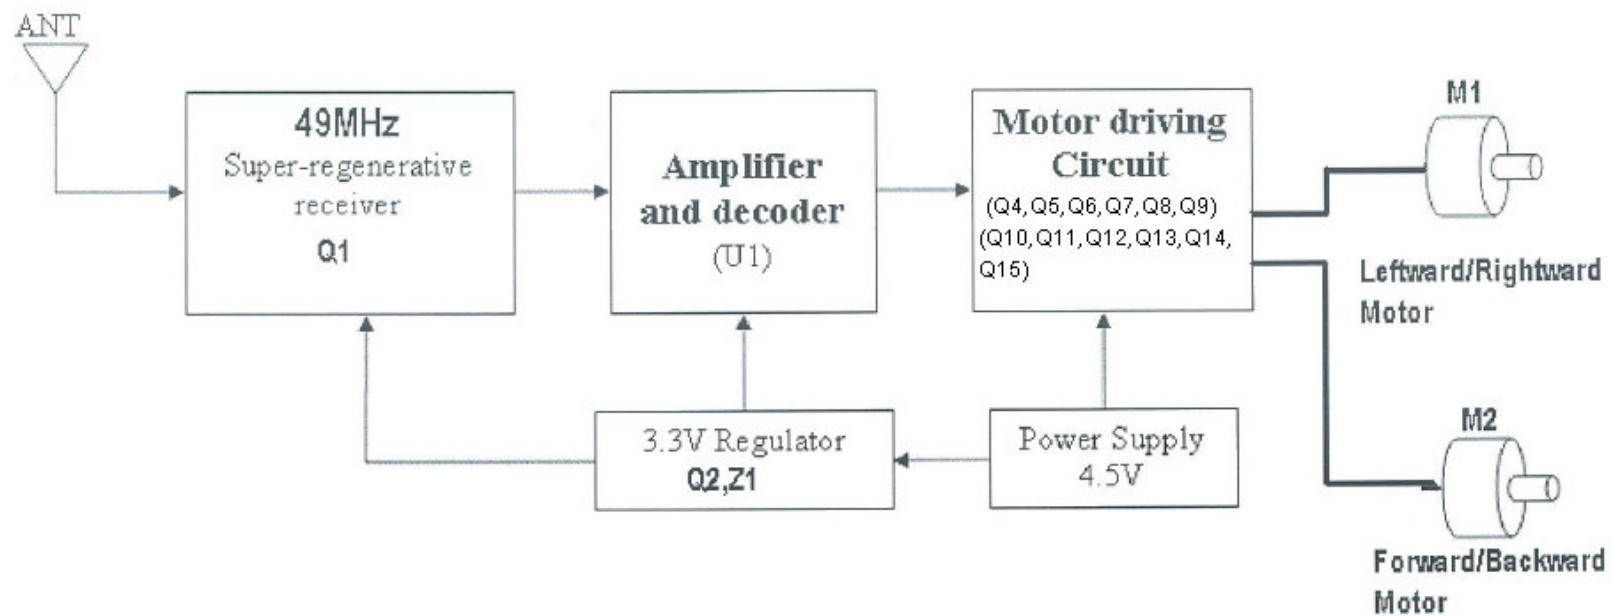 ANT
49MHz
Super-regenerative
receiver
Q1
Amplifier
and decoder
(U1)
Motor driving
Circuit
(Q4,Q5,Q6,Q7,Q8,Q9)
(Q10,Q11,Q12,Q13,Q14,
Q15)
M1
Leftward/Rightward
Motor
3.3V Regulator
Q2,Z1
Power Supply
4.5V
M2
Forward/Backward
Motor